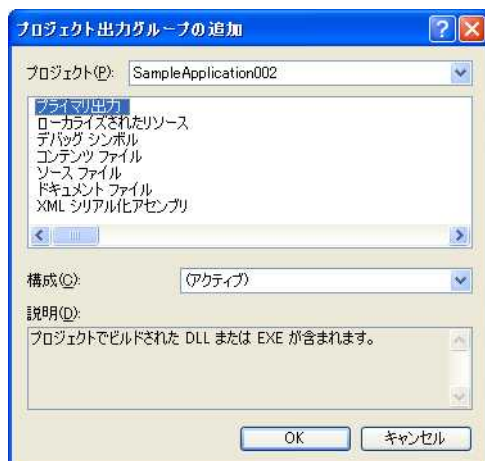 プロジェクト出力グループの追加
プロジェクト(P): SampleApplication002
プライマリ出力
ローカライズされたリソース
デバッグ シンボル
コンテンツ ファイル
ソース ファイル
ドキュメント ファイル
XML シリアル化アセンブリ
構成(C): (アクティブ)
説明(D):
プロジェクトでビルドされた DLL または EXE が含まれます。
OK キャンセル